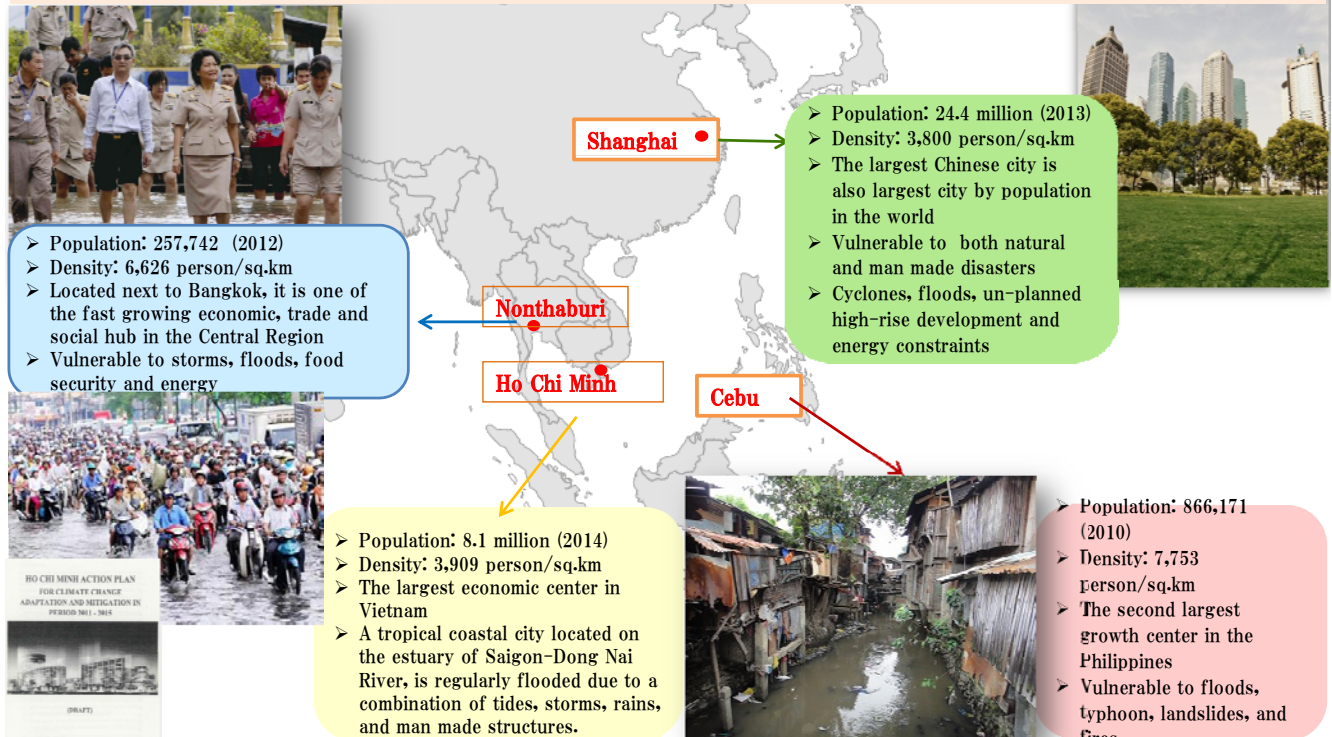 Shanghai
➢ Population: 24.4 million (2013)
➢ Density: 3,800 person/sq.km
➢ The largest Chinese city is
also largest city by population
in the world
➢ Vulnerable to both natural
and man made disasters
➢ Cyclones, floods, un-planned
high-rise development and
energy constraints
➢ Population: 257,742 (2012)
➢ Density: 6,626 person/sq.km
➢ Located next to Bangkok, it is one of
the fast growing economic, trade and
social hub in the Central Region
➢ Vulnerable to storms, floods, food
security and energy
Nonthaburi
Ho Chi Minh
Cebu
➢ Population: 8.1 million (2014)
➢ Density: 3,909 person/sq.km
➢ The largest economic center in
Vietnam
➢ A tropical coastal city located on
the estuary of Saigon-Dong Nai
River, is regularly flooded due to a
combination of tides, storms, rains,
and man made structures.
HO CHI MINH ACTION PLAN
FOR CLIMATE CHANGE
ADAPTATION AND MITIGATION IN
PERIOD 2011 - 2015
(DRAFT)
➢ Population: 866,171
(2010)
➢ Density: 7,753
person/sq.km
➢ The second largest
growth center in the
Philippines
➢ Vulnerable to floods,
typhoon, landslides, and
fires